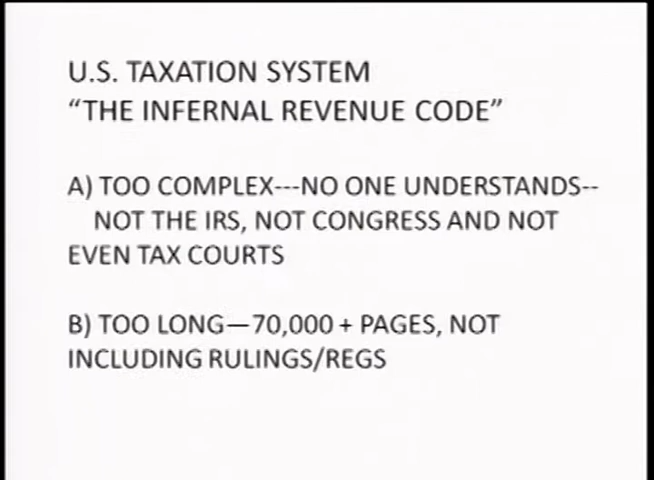 U.S. TAXATION SYSTEM
“THE INFERNAL REVENUE CODE”
A) TOO COMPLEX---NO ONE UNDERSTANDS--
NOT THE IRS, NOT CONGRESS AND NOT
EVEN TAX COURTS
B) TOO LONG—70,000 + PAGES, NOT
INCLUDING RULINGS/REGS